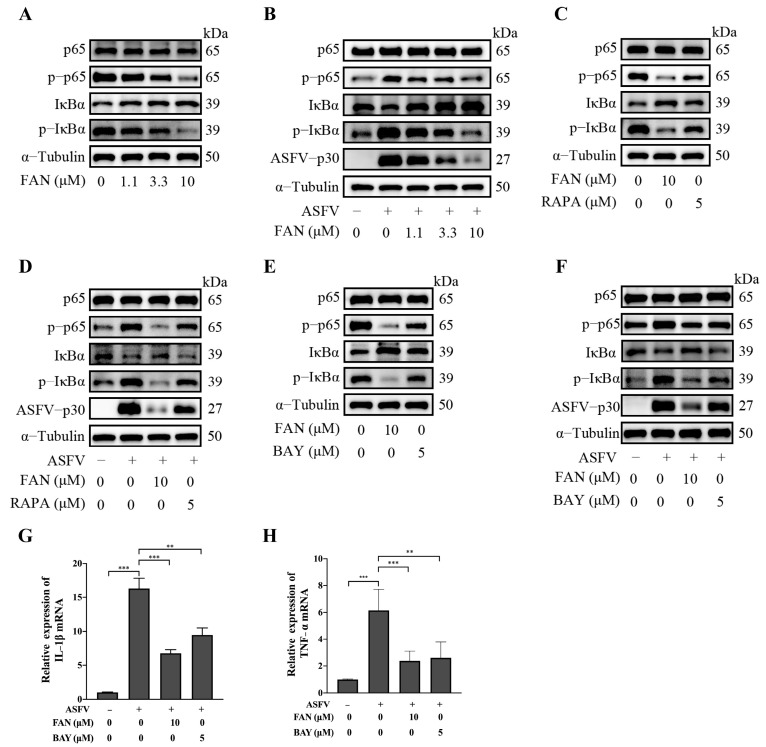 A
kDa
p65 65
p−p65 65
IκBα 39
p−IκBα 39
α−Tubulin 50
FAN (μM) 0 1.1 3.3 10
B
kDa
p65 65
p−p65 65
IκBα 39
p−IκBα 39
ASFV−p30 27
α−Tubulin 50
ASFV − + + + +
FAN (μM) 0 0 1.1 3.3 10
C
kDa
p65 65
p−p65 65
IκBα 39
p−IκBα 39
α−Tubulin 50
FAN (μM) 0 10 0
RAPA (μM) 0 0 5
D
kDa
p65 65
p−p65 65
IκBα 39
p−IκBα 39
ASFV−p30 27
α−Tubulin 50
ASFV − + + +
FAN (μM) 0 0 10 0
RAPA (μM) 0 0 0 5
E
kDa
p65 65
p−p65 65
IκBα 39
p−IκBα 39
α−Tubulin 50
FAN (μM) 0 10 0
BAY (μM) 0 0 5
F
kDa
p65 65
p−p65 65
IκBα 39
p−IκBα 39
ASFV−p30 27
α−Tubulin 50
ASFV − + + +
FAN (μM) 0 0 10 0
BAY (μM) 0 0 0 5
G
Relative expression of
IL−1β mRNA
20
15
10
5
0
**
***
***
ASFV − + + +
FAN (μM) 0 0 10 0
BAY (μM) 0 0 0 5
H
Relative expression of
TNF−α mRNA
10
8
6
4
2
0
**
***
***
ASFV − + + +
FAN (μM) 0 0 10 0
BAY (μM) 0 0 0 5